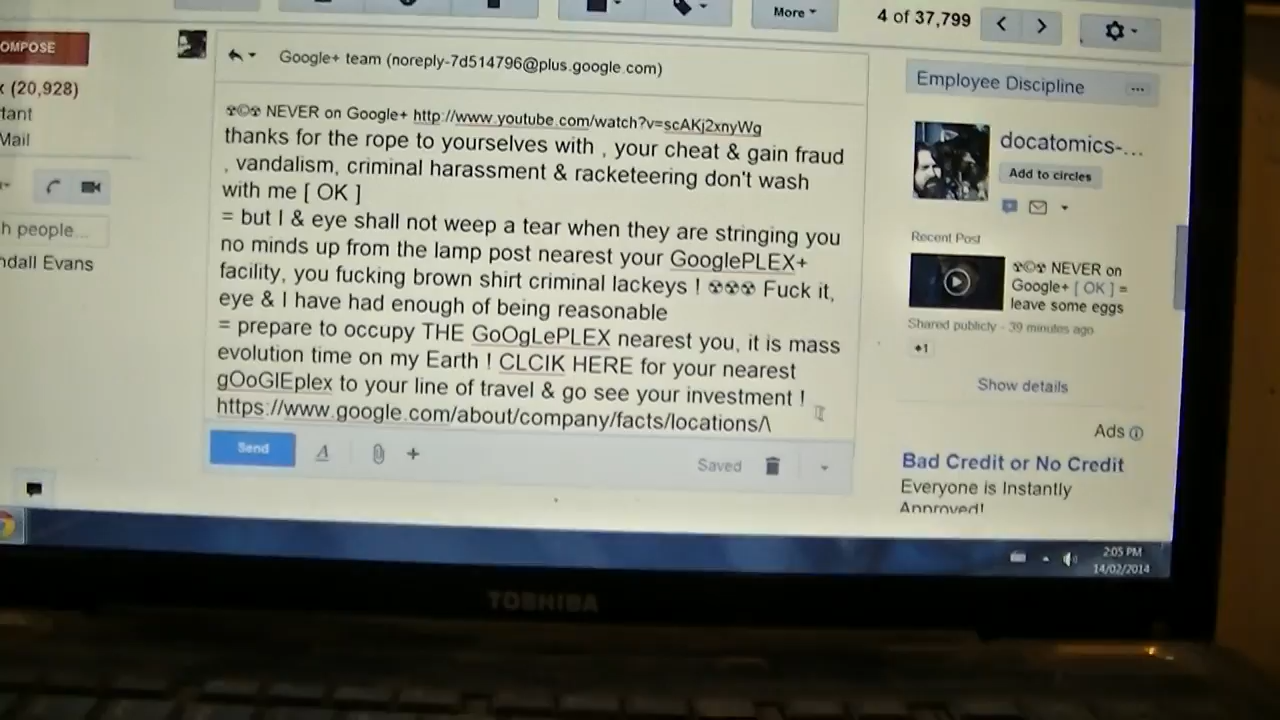 More
4 of 37,799
OMPOSE
Google+ team (noreply-7d514796@plus.google.com)
Employee Discipline
(20,928)
tant
Mail
☢©☢ NEVER on Google+ http://www.youtube.com/watch?v=scAKj2xnyWg
thanks for the rope to yourselves with , your cheat & gain fraud
, vandalism, criminal harassment & racketeering don't wash
with me [ OK ]
= but I & eye shall not weep a tear when they are stringing you
no minds up from the lamp post nearest your GooglePLEX+
facility, you fucking brown shirt criminal lackeys ! ☢☢☢ Fuck it,
eye & I have had enough of being reasonable
= prepare to occupy THE GoOgLePLEX nearest you, it is mass
evolution time on my Earth ! CLCIK HERE for your nearest
gOoGlEplex to your line of travel & go see your investment !
https://www.google.com/about/company/facts/locations/\
docatomics-...
Add to circles
h people...
ndall Evans
Recent Post
☢©☢ NEVER on
Google+ [ OK ] =
leave some eggs
Shared publicly - 39 minutes ago
+1
Show details
Send
Saved
Ads
Bad Credit or No Credit
Everyone is Instantly
Approved!
2:05 PM
14/02/2014
TOSHIBA